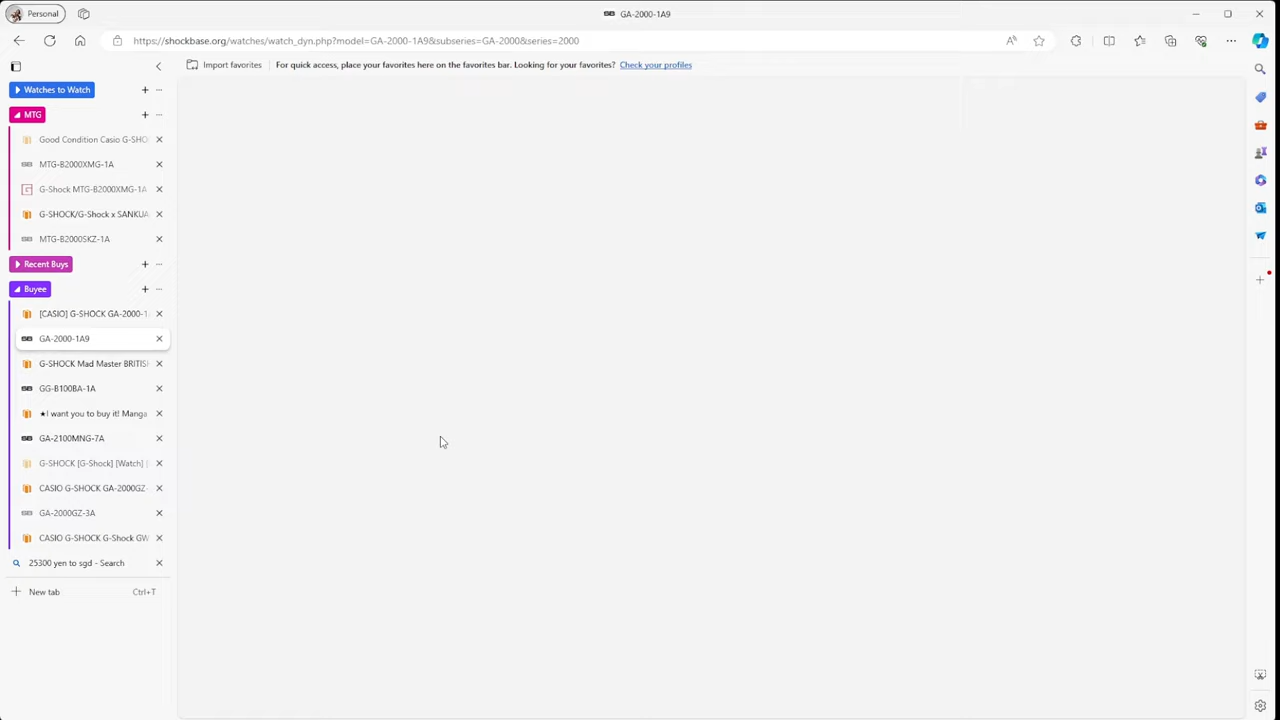 Personal
GA-2000-1A9
https://shockbase.org/watches/watch_dyn.php?model=GA-2000-1A9&subseries=GA-2000&series=2000
Import favorites
For quick access, place your favorites here on the favorites bar. Looking for your favorites? Check your profiles
Watches to Watch
MTG
Good Condition Casio G-SHO
MTG-B2000XMG-1A
G-Shock MTG-B2000XMG-1A
G-SHOCK/G-Shock x SANKUA
MTG-B2000SKZ-1A
Recent Buys
Buyee
[CASIO] G-SHOCK GA-2000-1
GA-2000-1A9
G-SHOCK Mad Master BRITISH
GG-B100BA-1A
★I want you to buy it! Manga
GA-2100MNG-7A
G-SHOCK [G-Shock] [Watch] [
CASIO G-SHOCK GA-2000GZ-
GA-2000GZ-3A
CASIO G-SHOCK G-Shock GW
25300 yen to sgd - Search
New tab Ctrl+T